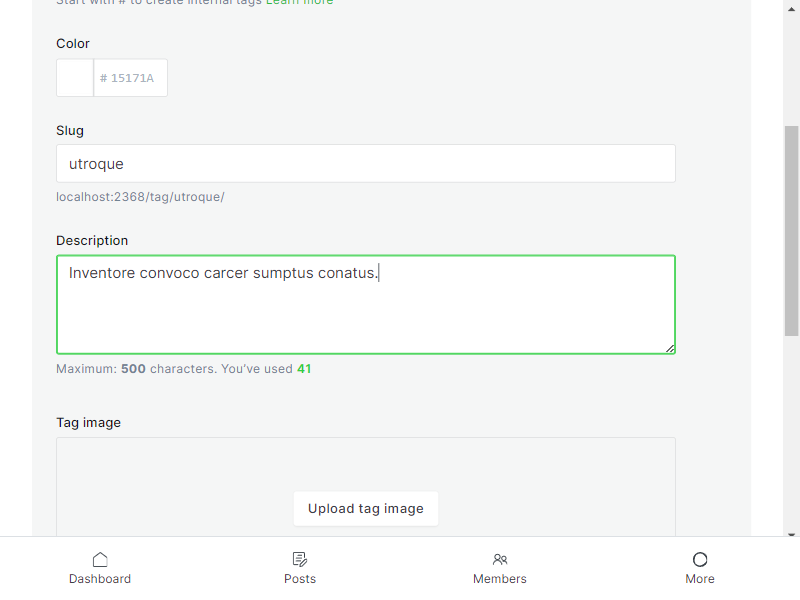 Start with # to create internal tags Learn more
Color
# 15171A
Slug
utroque
localhost:2368/tag/utroque/
Description
Inventore convoco carcer sumptus conatus.
Maximum: 500 characters. You've used 41
Tag image
Upload tag image
Dashboard
Posts
Members
More